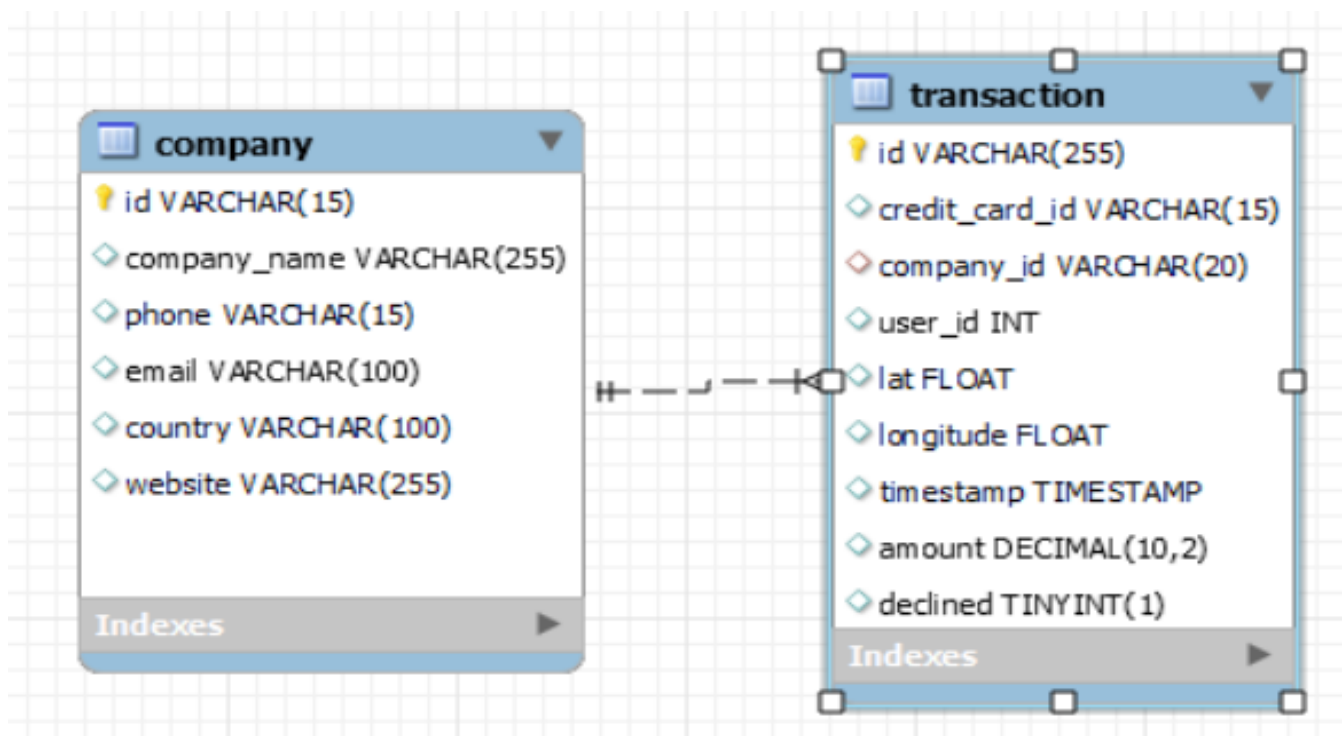 company
id VARCHAR(15)
company_name VARCHAR(255)
phone VARCHAR(15)
email VARCHAR(100)
country VARCHAR(100)
website VARCHAR(255)
Indexes
transaction
id VARCHAR(255)
credit_card_id VARCHAR(15)
company_id VARCHAR(20)
user_id INT
lat FLOAT
longitude FLOAT
timestamp TIMESTAMP
amount DECIMAL(10,2)
declined TINYINT(1)
Indexes